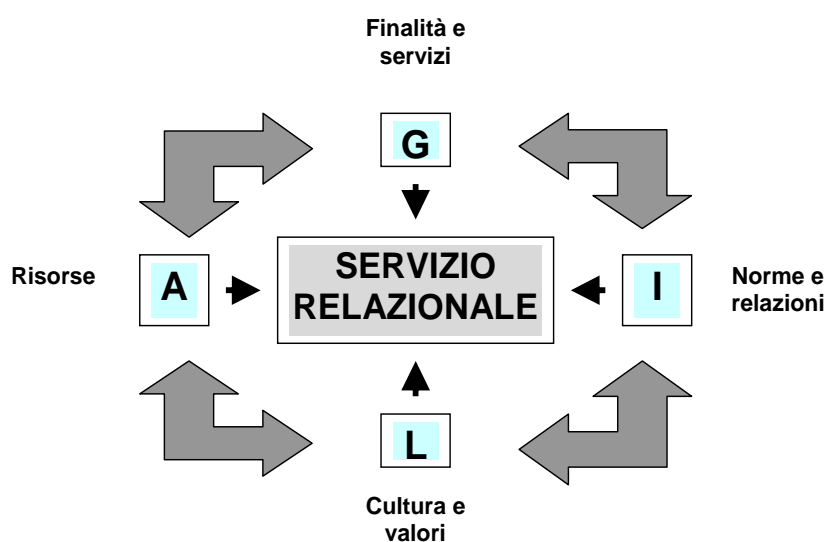 Finalità e
servizi
G
Risorse
A
SERVIZIO
RELAZIONALE
I
Norme e
relazioni
L
Cultura e
valori